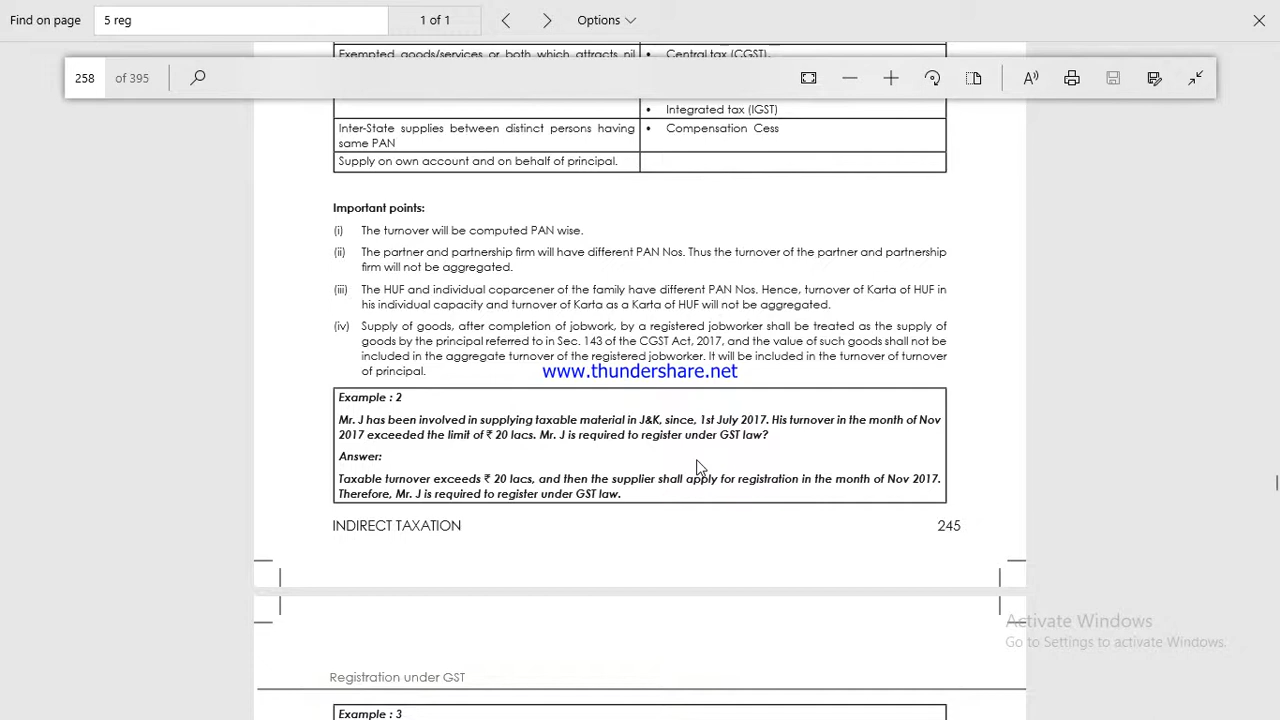 Find on page
5 reg
1 of 1
Options
Exempted goods/services or both which attracts nil
• Central tax (CGST)
258 of 395
• Integrated tax (IGST)
Inter-State supplies between distinct persons having
same PAN
• Compensation Cess
Supply on own account and on behalf of principal.
Important points:
(i) The turnover will be computed PAN wise.
(ii) The partner and partnership firm will have different PAN Nos. Thus the turnover of the partner and partnership
firm will not be aggregated.
(iii) The HUF and individual coparcener of the family have different PAN Nos. Hence, turnover of Karta of HUF in
his individual capacity and turnover of Karta as a Karta of HUF will not be aggregated.
(iv) Supply of goods, after completion of jobwork, by a registered jobworker shall be treated as the supply of
goods by the principal referred to in Sec. 143 of the CGST Act, 2017, and the value of such goods shall not be
included in the aggregate turnover of the registered jobworker. It will be included in the turnover of turnover
of principal.
www.thundershare.net
Example : 2
Mr. J has been involved in supplying taxable material in J&K, since, 1st July 2017. His turnover in the month of Nov
2017 exceeded the limit of ₹ 20 lacs. Mr. J is required to register under GST law?
Answer:
Taxable turnover exceeds ₹ 20 lacs, and then the supplier shall apply for registration in the month of Nov 2017.
Therefore, Mr. J is required to register under GST law.
INDIRECT TAXATION 245
Activate Windows
Go to Settings to activate Windows.
Registration under GST
Example : 3